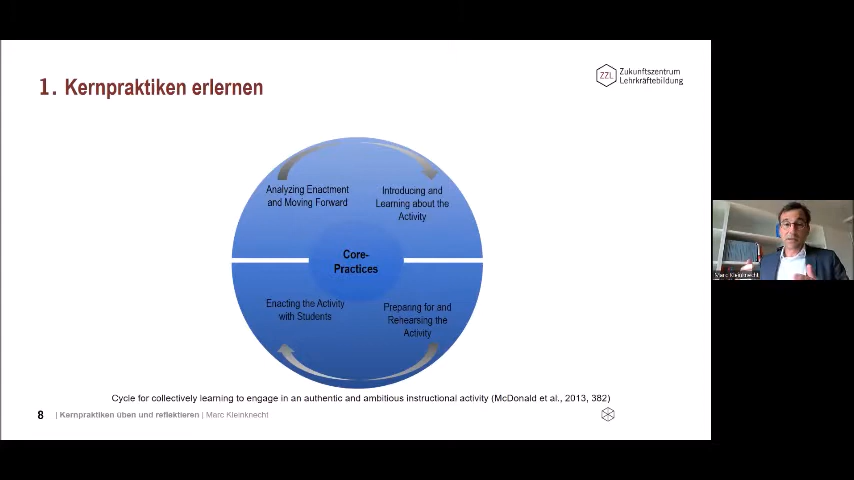 1. Kernpraktiken erlernen
ZZL
Zukunftszentrum
Lehrkräftebildung
Analyzing Enactment
and Moving Forward
Introducing and
Learning about the
Activity
Core-
Practices
Enacting the Activity
with Students
Preparing for and
Rehearsing the
Activity
Cycle for collectively learning to engage in an authentic and ambitious instructional activity (McDonald et al., 2013, 382)
8 | Kernpraktiken üben und reflektieren | Marc Kleinknecht
Marc Kleinknecht